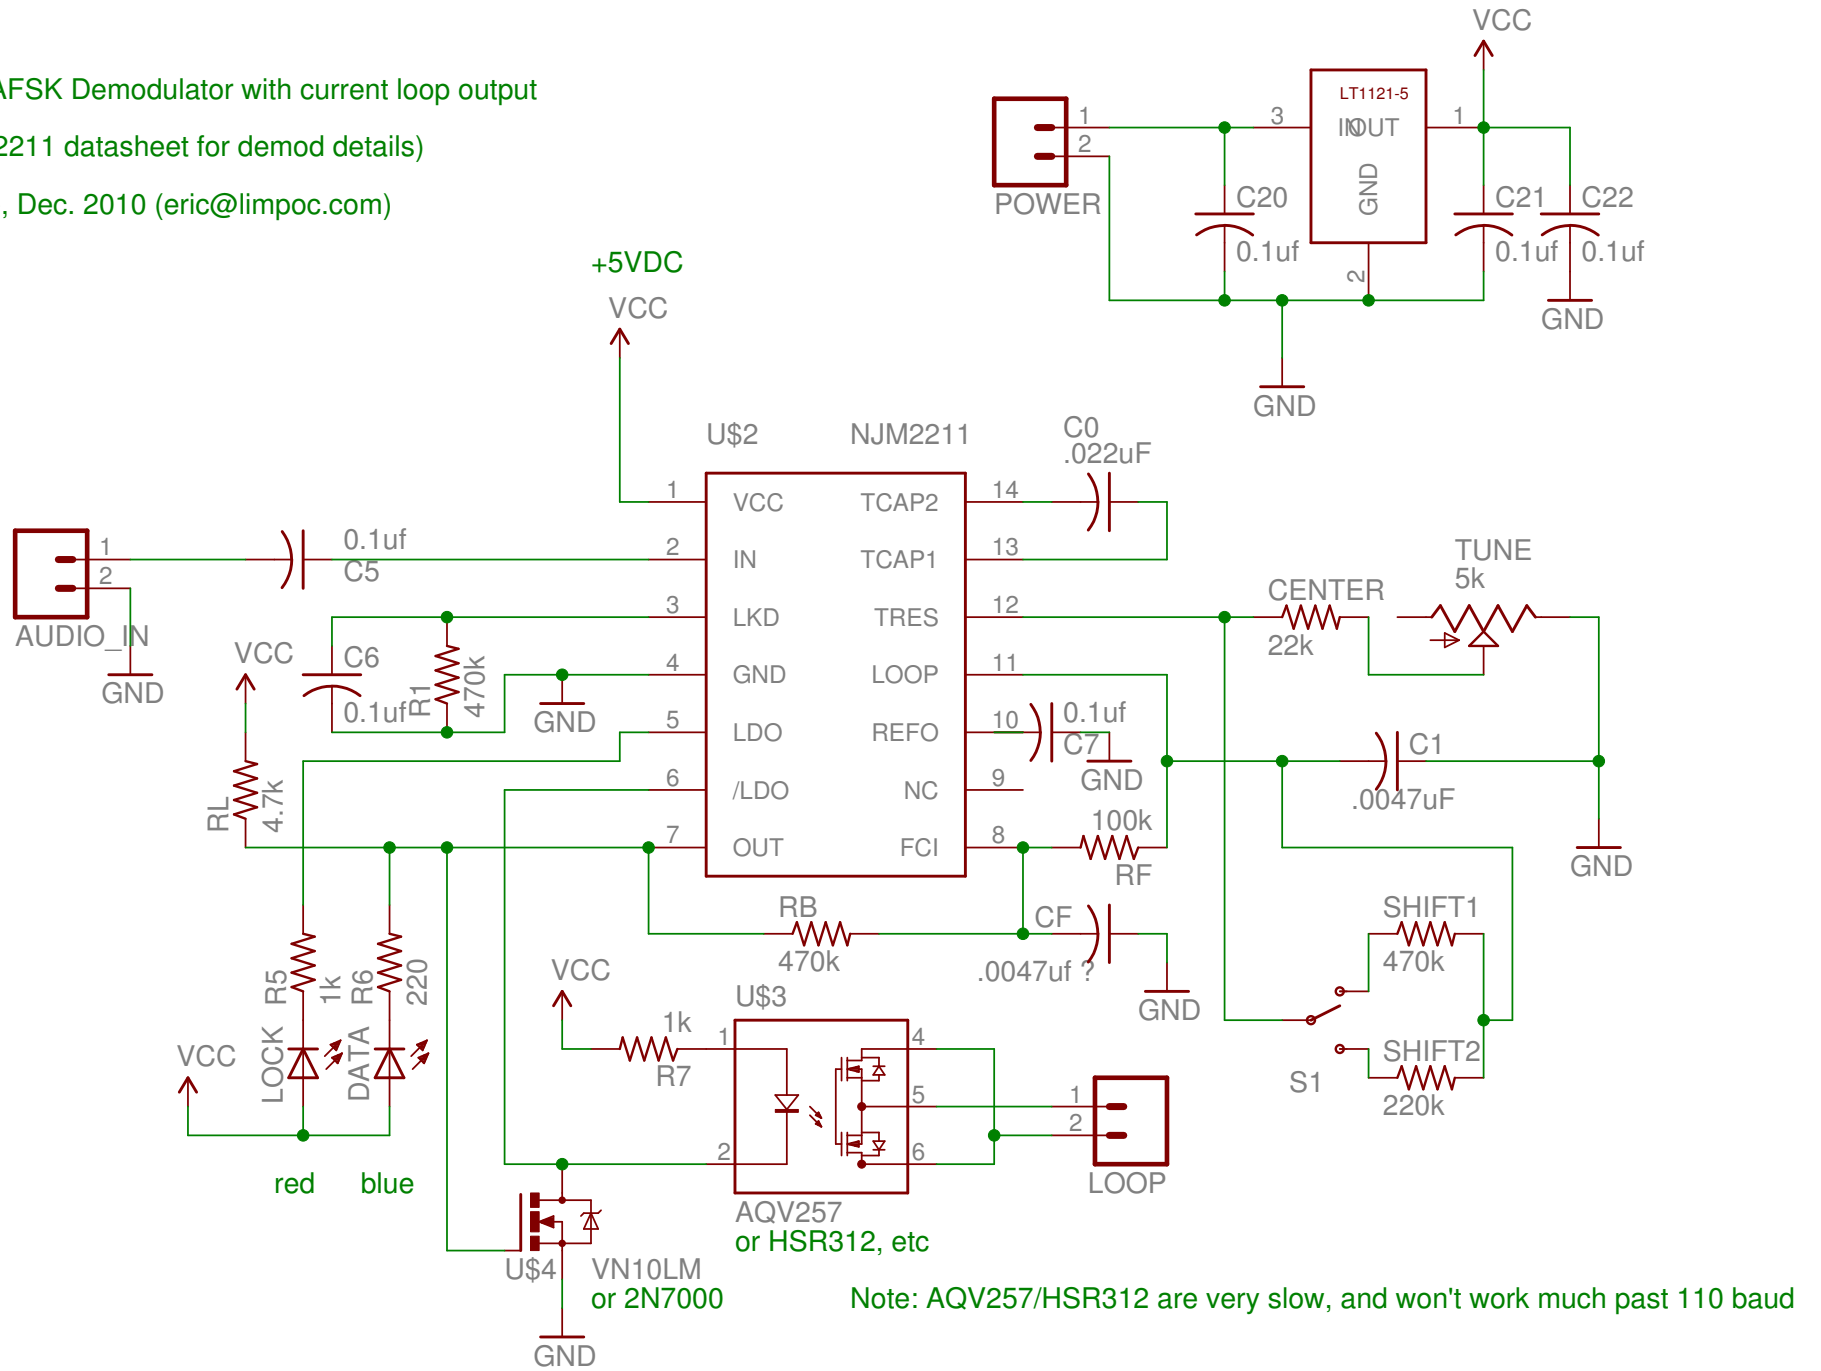 AFSK Demodulator with current loop output
2211 datasheet for demod details)
, Dec. 2010 (eric@limpoc.com)
VCC
LT1121-5
IN
OUT
GND
3
1
2
1
2
POWER
C20
0.1uf
C21
0.1uf
C22
0.1uf
GND
GND
+5VDC
VCC
U$2
NJM2211
C0
.022uF
1
VCC
TCAP2
14
2
IN
TCAP1
13
3
LKD
TRES
12
4
GND
LOOP
11
5
LDO
REFO
10
6
/LDO
NC
9
7
OUT
FCI
8
1
2
AUDIO_IN
0.1uf
C5
GND
VCC
C6
0.1uf
R1
470k
GND
RL
4.7k
0.1uf
C7
GND
100k
RF
CENTER
22k
TUNE
5k
C1
.0047uF
GND
RB
470k
CF
.0047uf ?
GND
SHIFT1
470k
SHIFT2
220k
S1
R5
1k
R6
220
LOCK
DATA
VCC
red
blue
VCC
1k
R7
U$3
1
2
4
5
6
AQV257
or HSR312, etc
1
2
LOOP
U$4
VN10LM
or 2N7000
GND
Note: AQV257/HSR312 are very slow, and won't work much past 110 baud